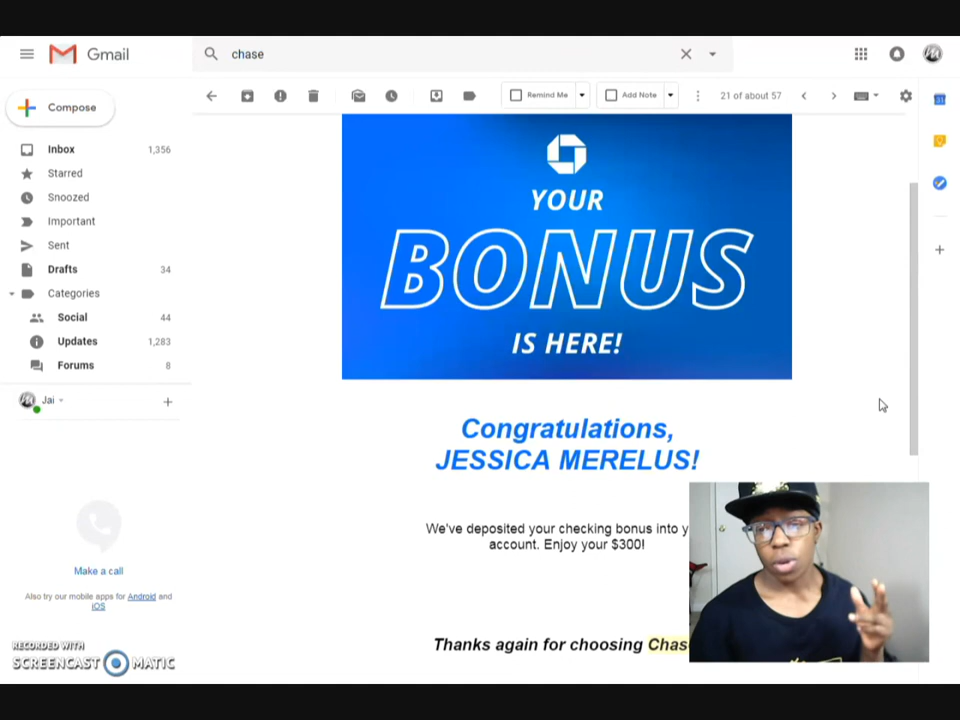 Gmail
chase
Compose
Remind Me
Add Note
21 of about 57
31
Inbox 1,356
Starred
Snoozed
Important
Sent
Drafts 34
Categories
Social 44
Updates 1,283
Forums 8
Jai
Make a call
Also try our mobile apps for Android and
iOS
YOUR
BONUS
IS HERE!
Congratulations,
JESSICA MERELUS!
We've deposited your checking bonus into
account. Enjoy your $300!
Thanks again for choosing
RECORDED WITH
SCREENCAST MATIC